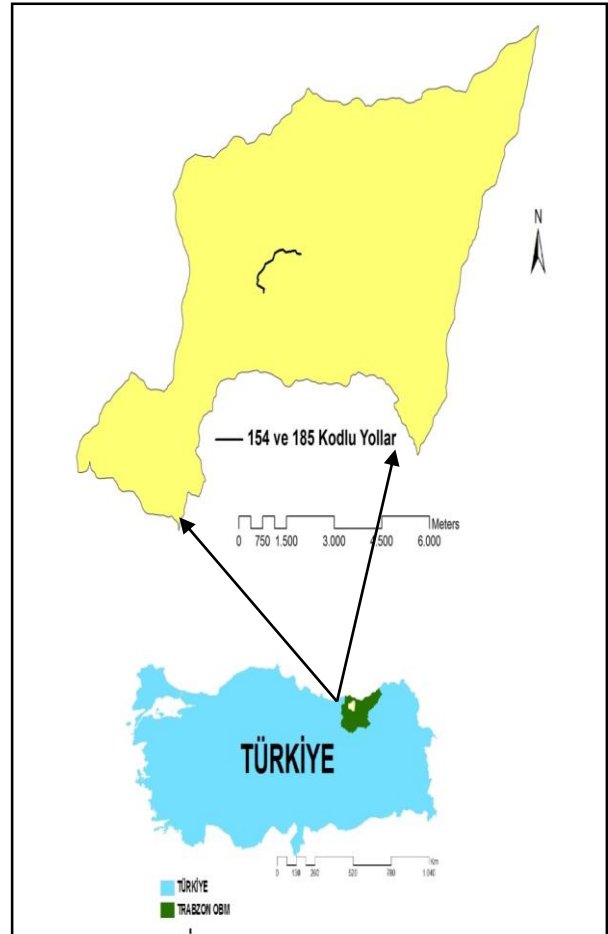 N
154 ve 185 Kodlu Yollar
Meters
0 750 1.500 3.000 4.500 6.000
TÜRKİYE
Km
0 130 260 520 780 1.040
TÜRKİYE
TRABZON OBM